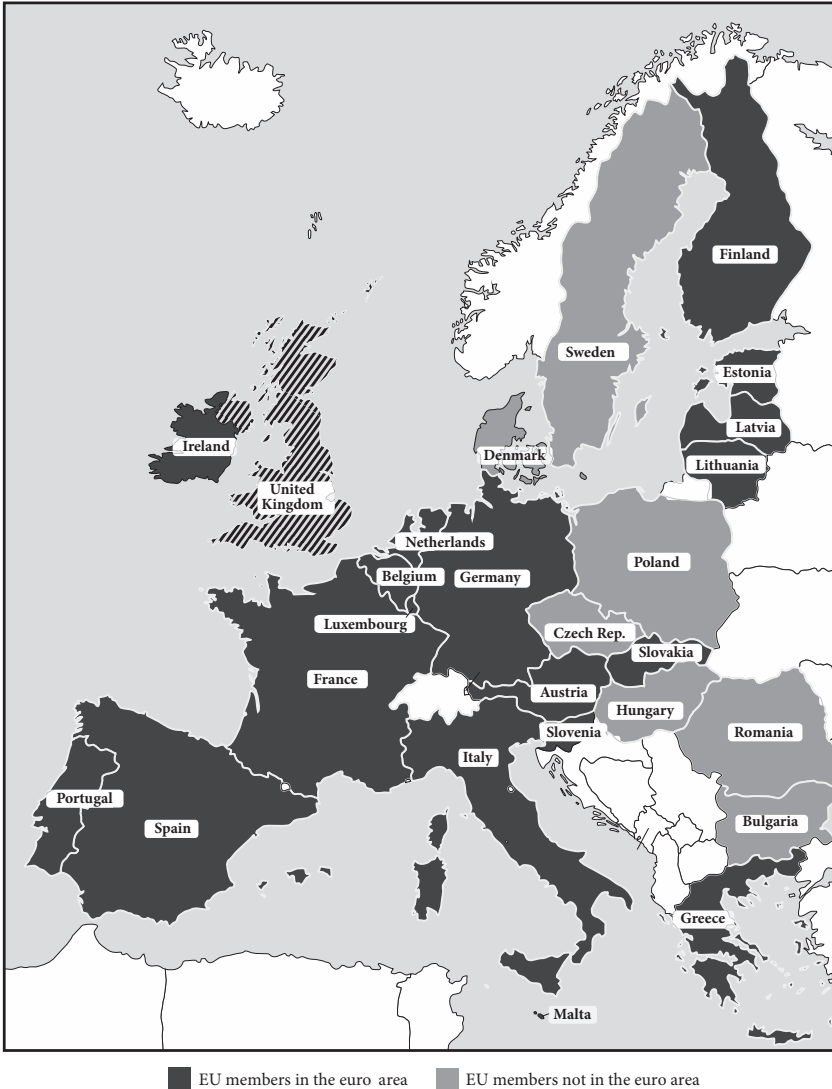 Finland
Sweden
Estonia
Latvia
Ireland
Denmark
Lithuania
United
Kingdom
Netherlands
Poland
Belgium
Germany
Luxembourg
Czech Rep.
Slovakia
France
Austria
Hungary
Slovenia
Romania
Italy
Portugal
Spain
Bulgaria
Greece
Malta
EU members in the euro area
EU members not in the euro area